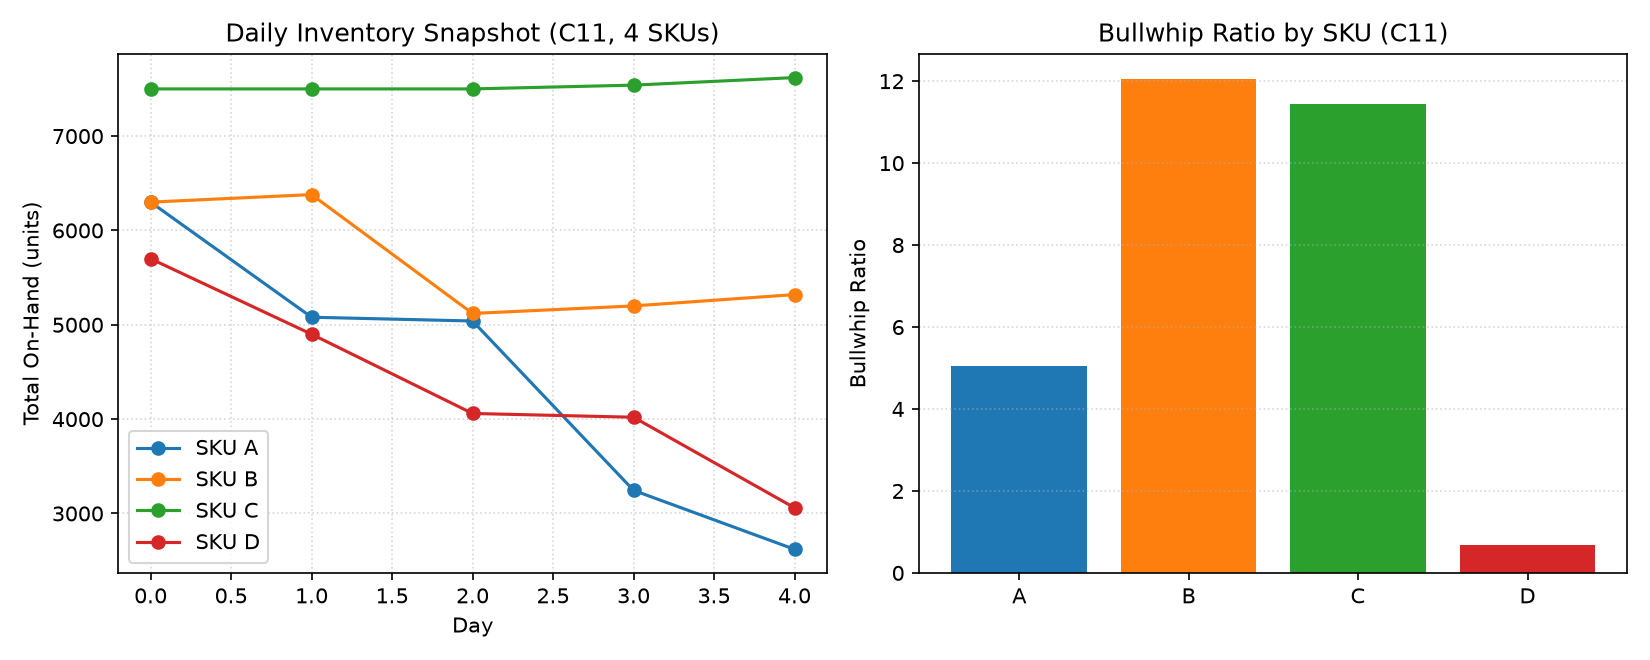 Daily Inventory Snapshot (C11, 4 SKUs)
Total On-Hand (units)
7000
6000
5000
4000
3000
SKU A
SKU B
SKU C
SKU D
0.0 0.5 1.0 1.5 2.0 2.5 3.0 3.5 4.0
Day
Bullwhip Ratio by SKU (C11)
Bullwhip Ratio
12
10
8
6
4
2
0
A B C D